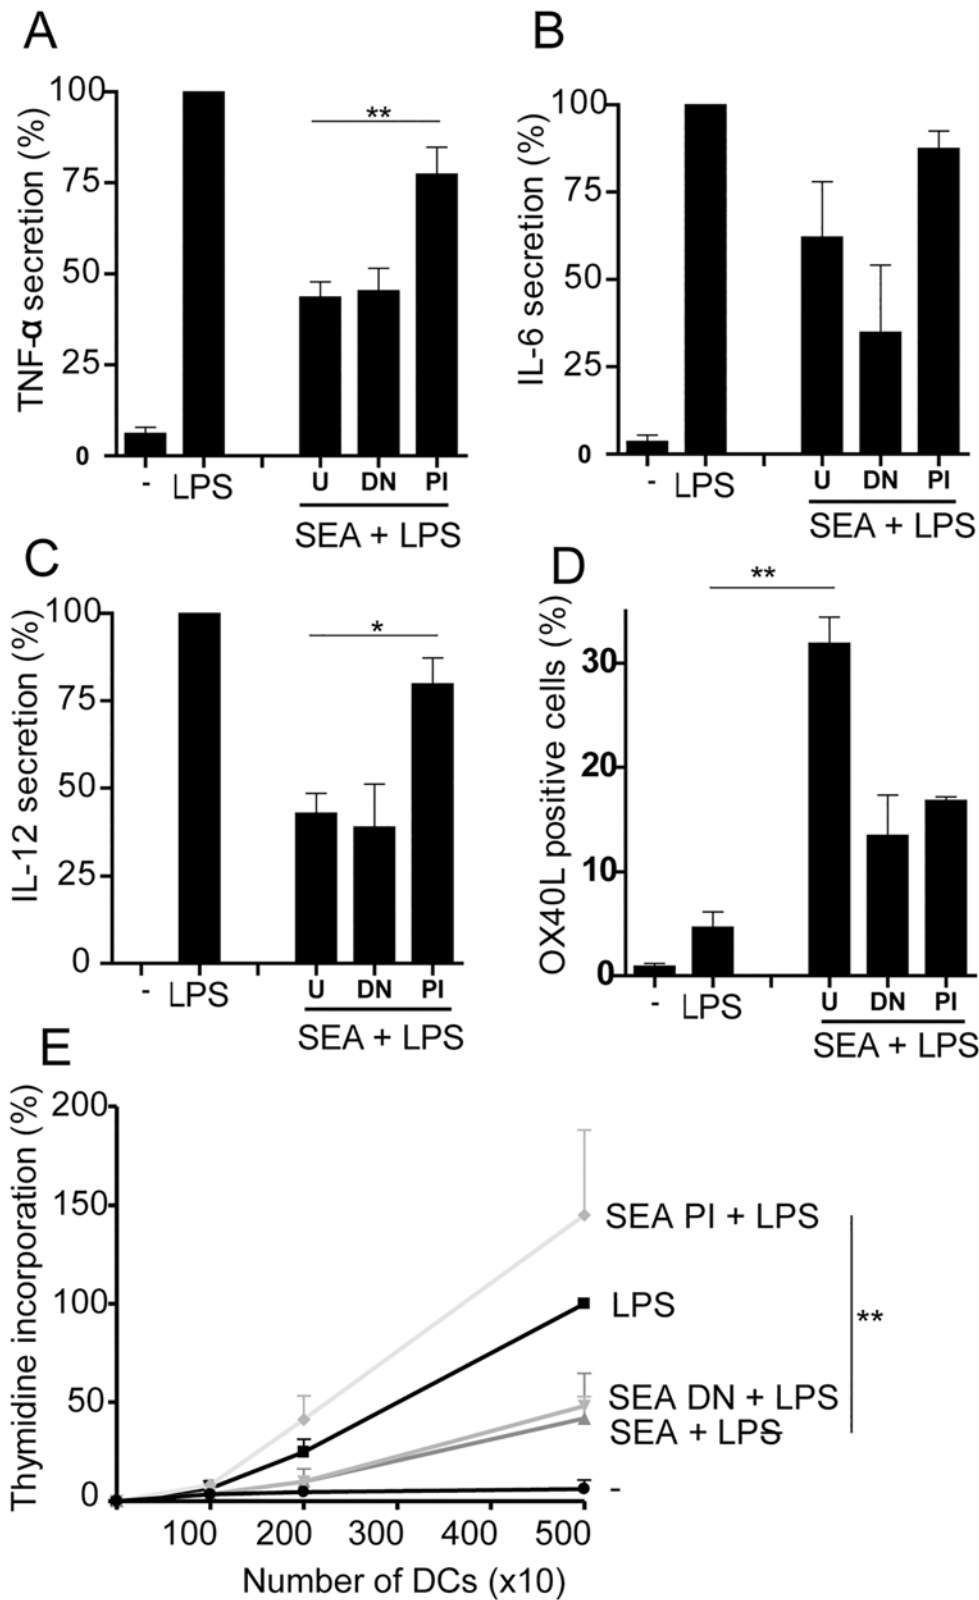 A
TNF-α secretion (%)
100
75
50
25
0
**
- LPS U DN PI
SEA + LPS
B
IL-6 secretion (%)
100
75
50
25
0
- LPS U DN PI
SEA + LPS
C
IL-12 secretion (%)
100
75
50
25
0
*
- LPS U DN PI
SEA + LPS
D
OX40L positive cells (%)
30
20
10
0
**
- LPS U DN PI
SEA + LPS
E
Thymidine incorporation (%)
200
150
100
50
0
100 200 300 400 500
Number of DCs (x10)
SEA PI + LPS
LPS
SEA DN + LPS
SEA + LPS
-
**